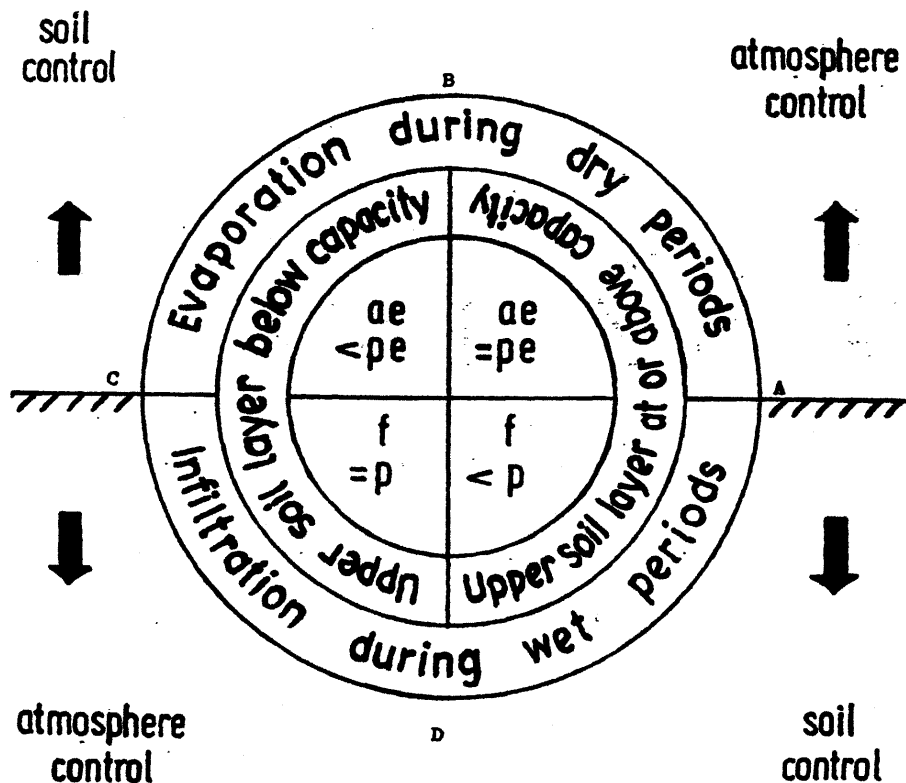 soil
control
atmosphere
control
B
Evaporation during dry periods
Upper soil layer below capacity
Upper soil layer at or above capacity
ae
< pe
ae
= pe
C
A
f
= p
f
< p
Infiltration during wet periods
atmosphere
control
D
soil
control